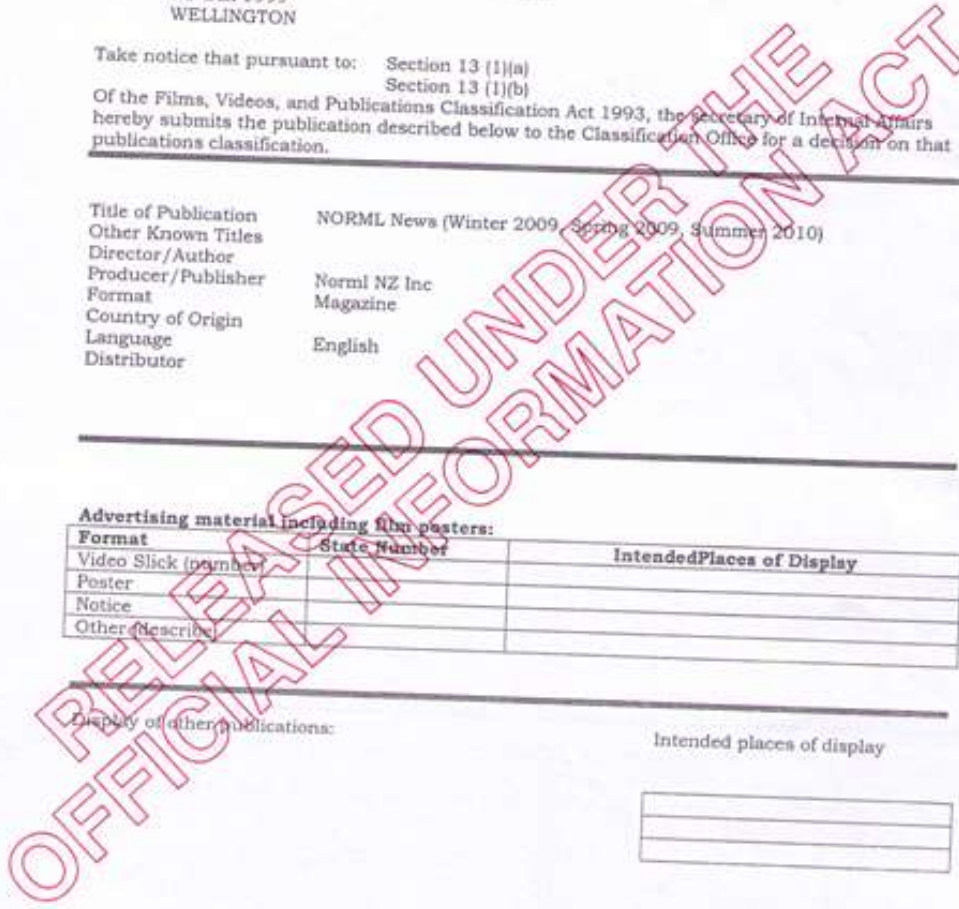 WELLINGTON
Take notice that pursuant to: Section 13 (1)(a)
Section 13 (1)(b)
Of the Films, Videos, and Publications Classification Act 1993, the secretary of Internal Affairs
hereby submits the publication described below to the Classification Office for a decision on that
publications classification.
Title of Publication NORML News (Winter 2009, Spring 2009, Summer 2010)
Other Known Titles
Director/Author
Producer/Publisher Norml NZ Inc
Format Magazine
Country of Origin
Language English
Distributor
Advertising material including film posters:
Format State Number IntendedPlaces of Display
Video Slick (number)
Poster
Notice
Other (describe)
Display of other publications: Intended places of display
RELEASED UNDER THE
OFFICIAL INFORMATION ACT